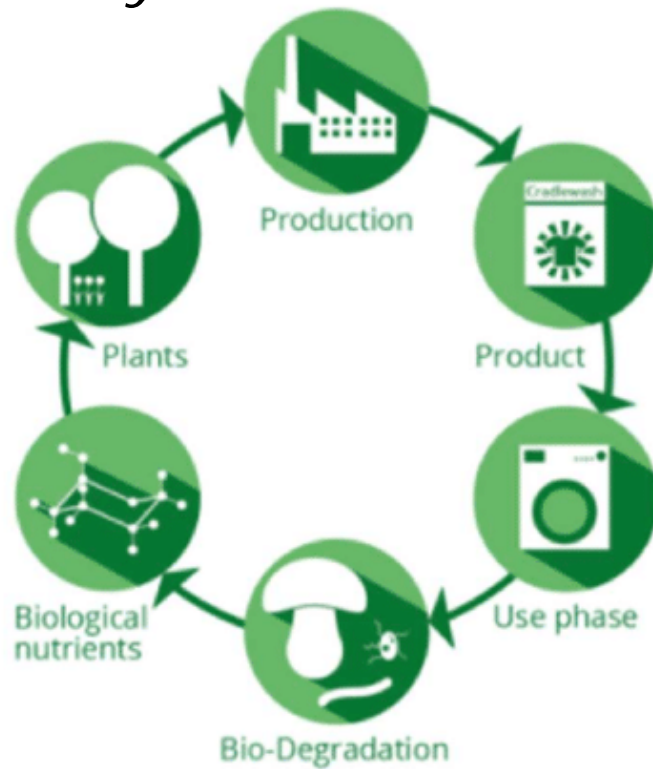 Production
Cradlewash
Product
Plants
Use phase
Biological
nutrients
Bio-Degradation